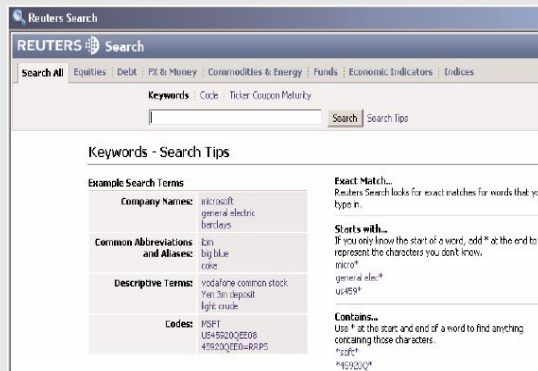 Reuters Search
REUTERS Search
Search All Equities Debt FX & Money Commodities & Energy Funds Economic Indicators Indices
Keywords Code Ticker Coupon Maturity
Search Search Tips
Keywords - Search Tips
Example Search Terms
Company Names: microsoft
general electric
barclays
Common Abbreviations and Aliases: ibm
big blue
coke
Descriptive Terms: vodafone common stock
Yen 3m deposit
light crude
Codes: MSFT
US45920QEE08
45920QEE0=RRPS
Exact Match...
Reuters Search looks for exact matches for words that yo
type in.
Starts with...
If you only know the start of a word, add * at the end to
represent the characters you don't know.
micro*
general elec*
us459*
Contains...
Use * at the start and end of a word to find anything
containing those characters.
*soft*
*45920Q*